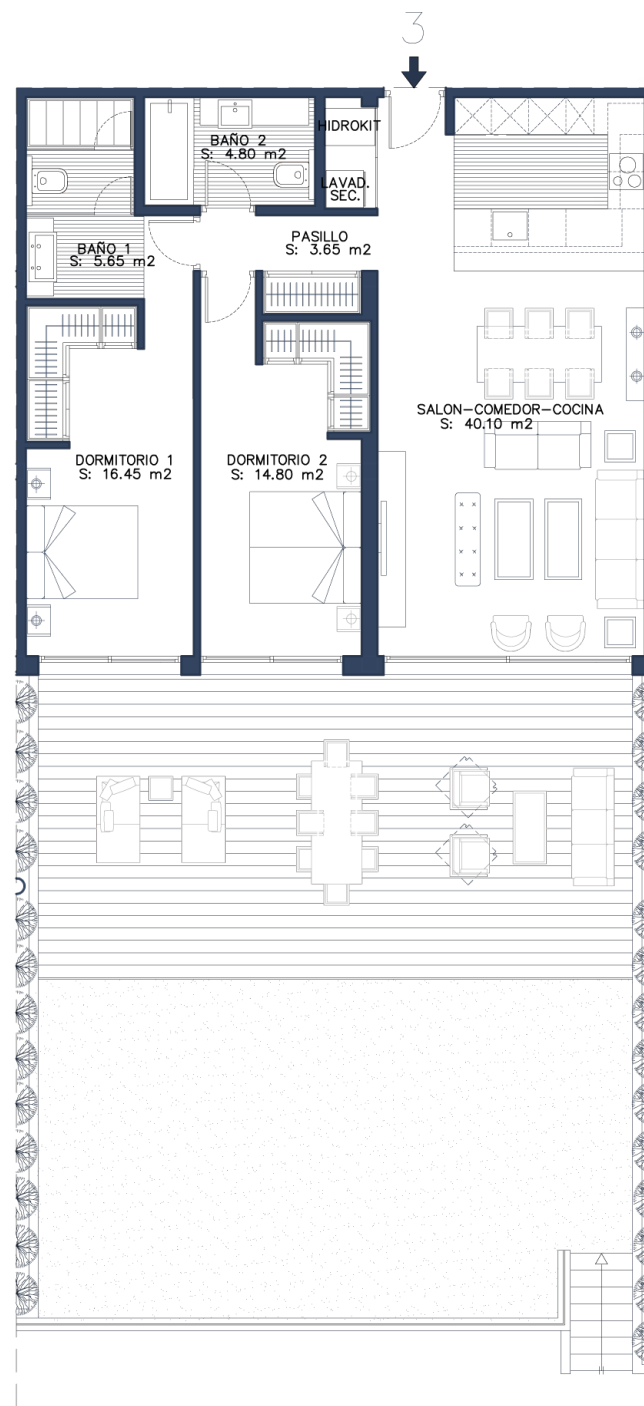 3
HIDROKIT
BAÑO 2
S: 4.80 m2
LAVAD.
SEC.
PASILLO
S: 3.65 m2
BAÑO 1
S: 5.65 m2
SALON-COMEDOR-COCINA
S: 40.10 m2
DORMITORIO 1
S: 16.45 m2
DORMITORIO 2
S: 14.80 m2